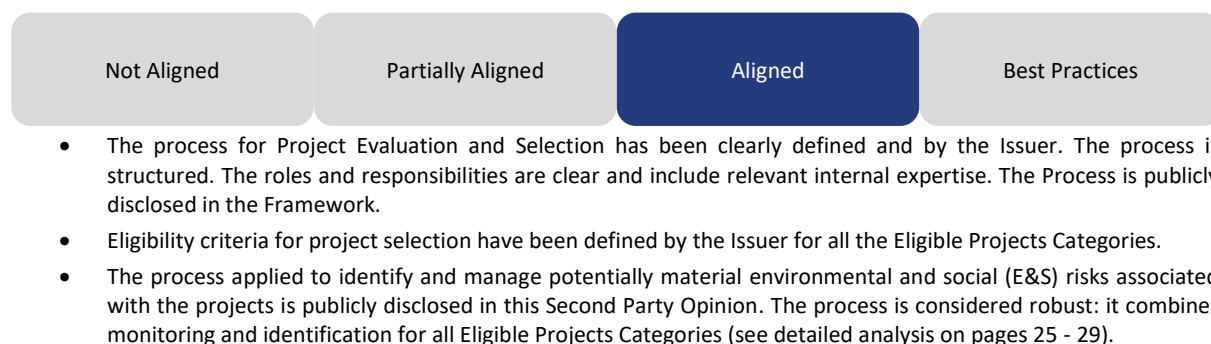 Not Aligned Partially Aligned Aligned Best Practices
• The process for Project Evaluation and Selection has been clearly defined and by the Issuer. The process i
structured. The roles and responsibilities are clear and include relevant internal expertise. The Process is publicly
disclosed in the Framework.
• Eligibility criteria for project selection have been defined by the Issuer for all the Eligible Projects Categories.
• The process applied to identify and manage potentially material environmental and social (E&S) risks associated
with the projects is publicly disclosed in this Second Party Opinion. The process is considered robust: it combine
monitoring and identification for all Eligible Projects Categories (see detailed analysis on pages 25 - 29).